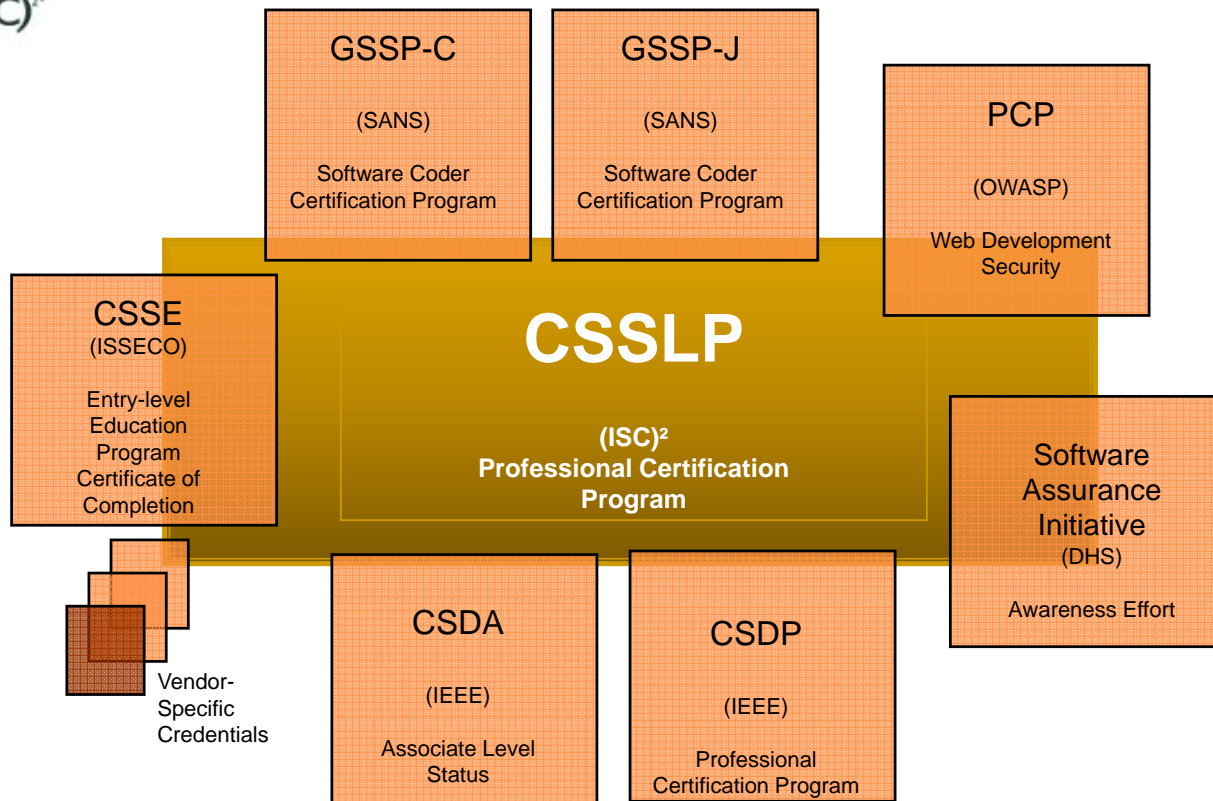 C)²
GSSP-C
(SANS)
Software Coder
Certification Program
GSSP-J
(SANS)
Software Coder
Certification Program
PCP
(OWASP)
Web Development
Security
CSSE
(ISSECO)
Entry-level
Education
Program
Certificate of
Completion
CSSLP
(ISC)²
Professional Certification
Program
Software
Assurance
Initiative
(DHS)
Awareness Effort
Vendor-
Specific
Credentials
CSDA
(IEEE)
Associate Level
Status
CSDP
(IEEE)
Professional
Certification Program